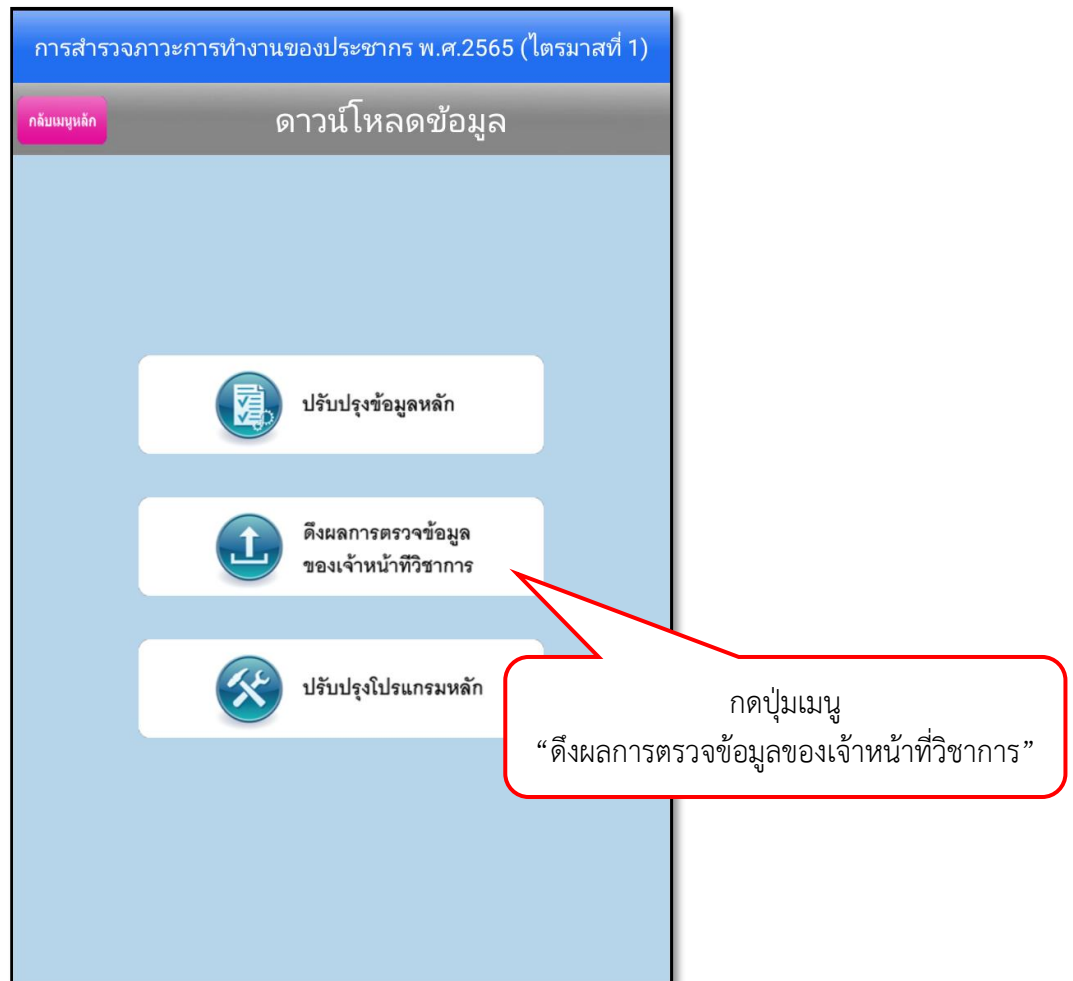 การสำรวจภาวะการทำงานของประชากร พ.ศ.2565 (ไตรมาสที่ 1)
กลับเมนูหลัก
ดาวน์โหลดข้อมูล
ปรับปรุงข้อมูลหลัก
ดึงผลการตรวจข้อมูล
ของเจ้าหน้าที่วิชาการ
ปรับปรุงโปรแกรมหลัก
กดปุ่มเมนู
“ดึงผลการตรวจข้อมูลของเจ้าหน้าที่วิชาการ”